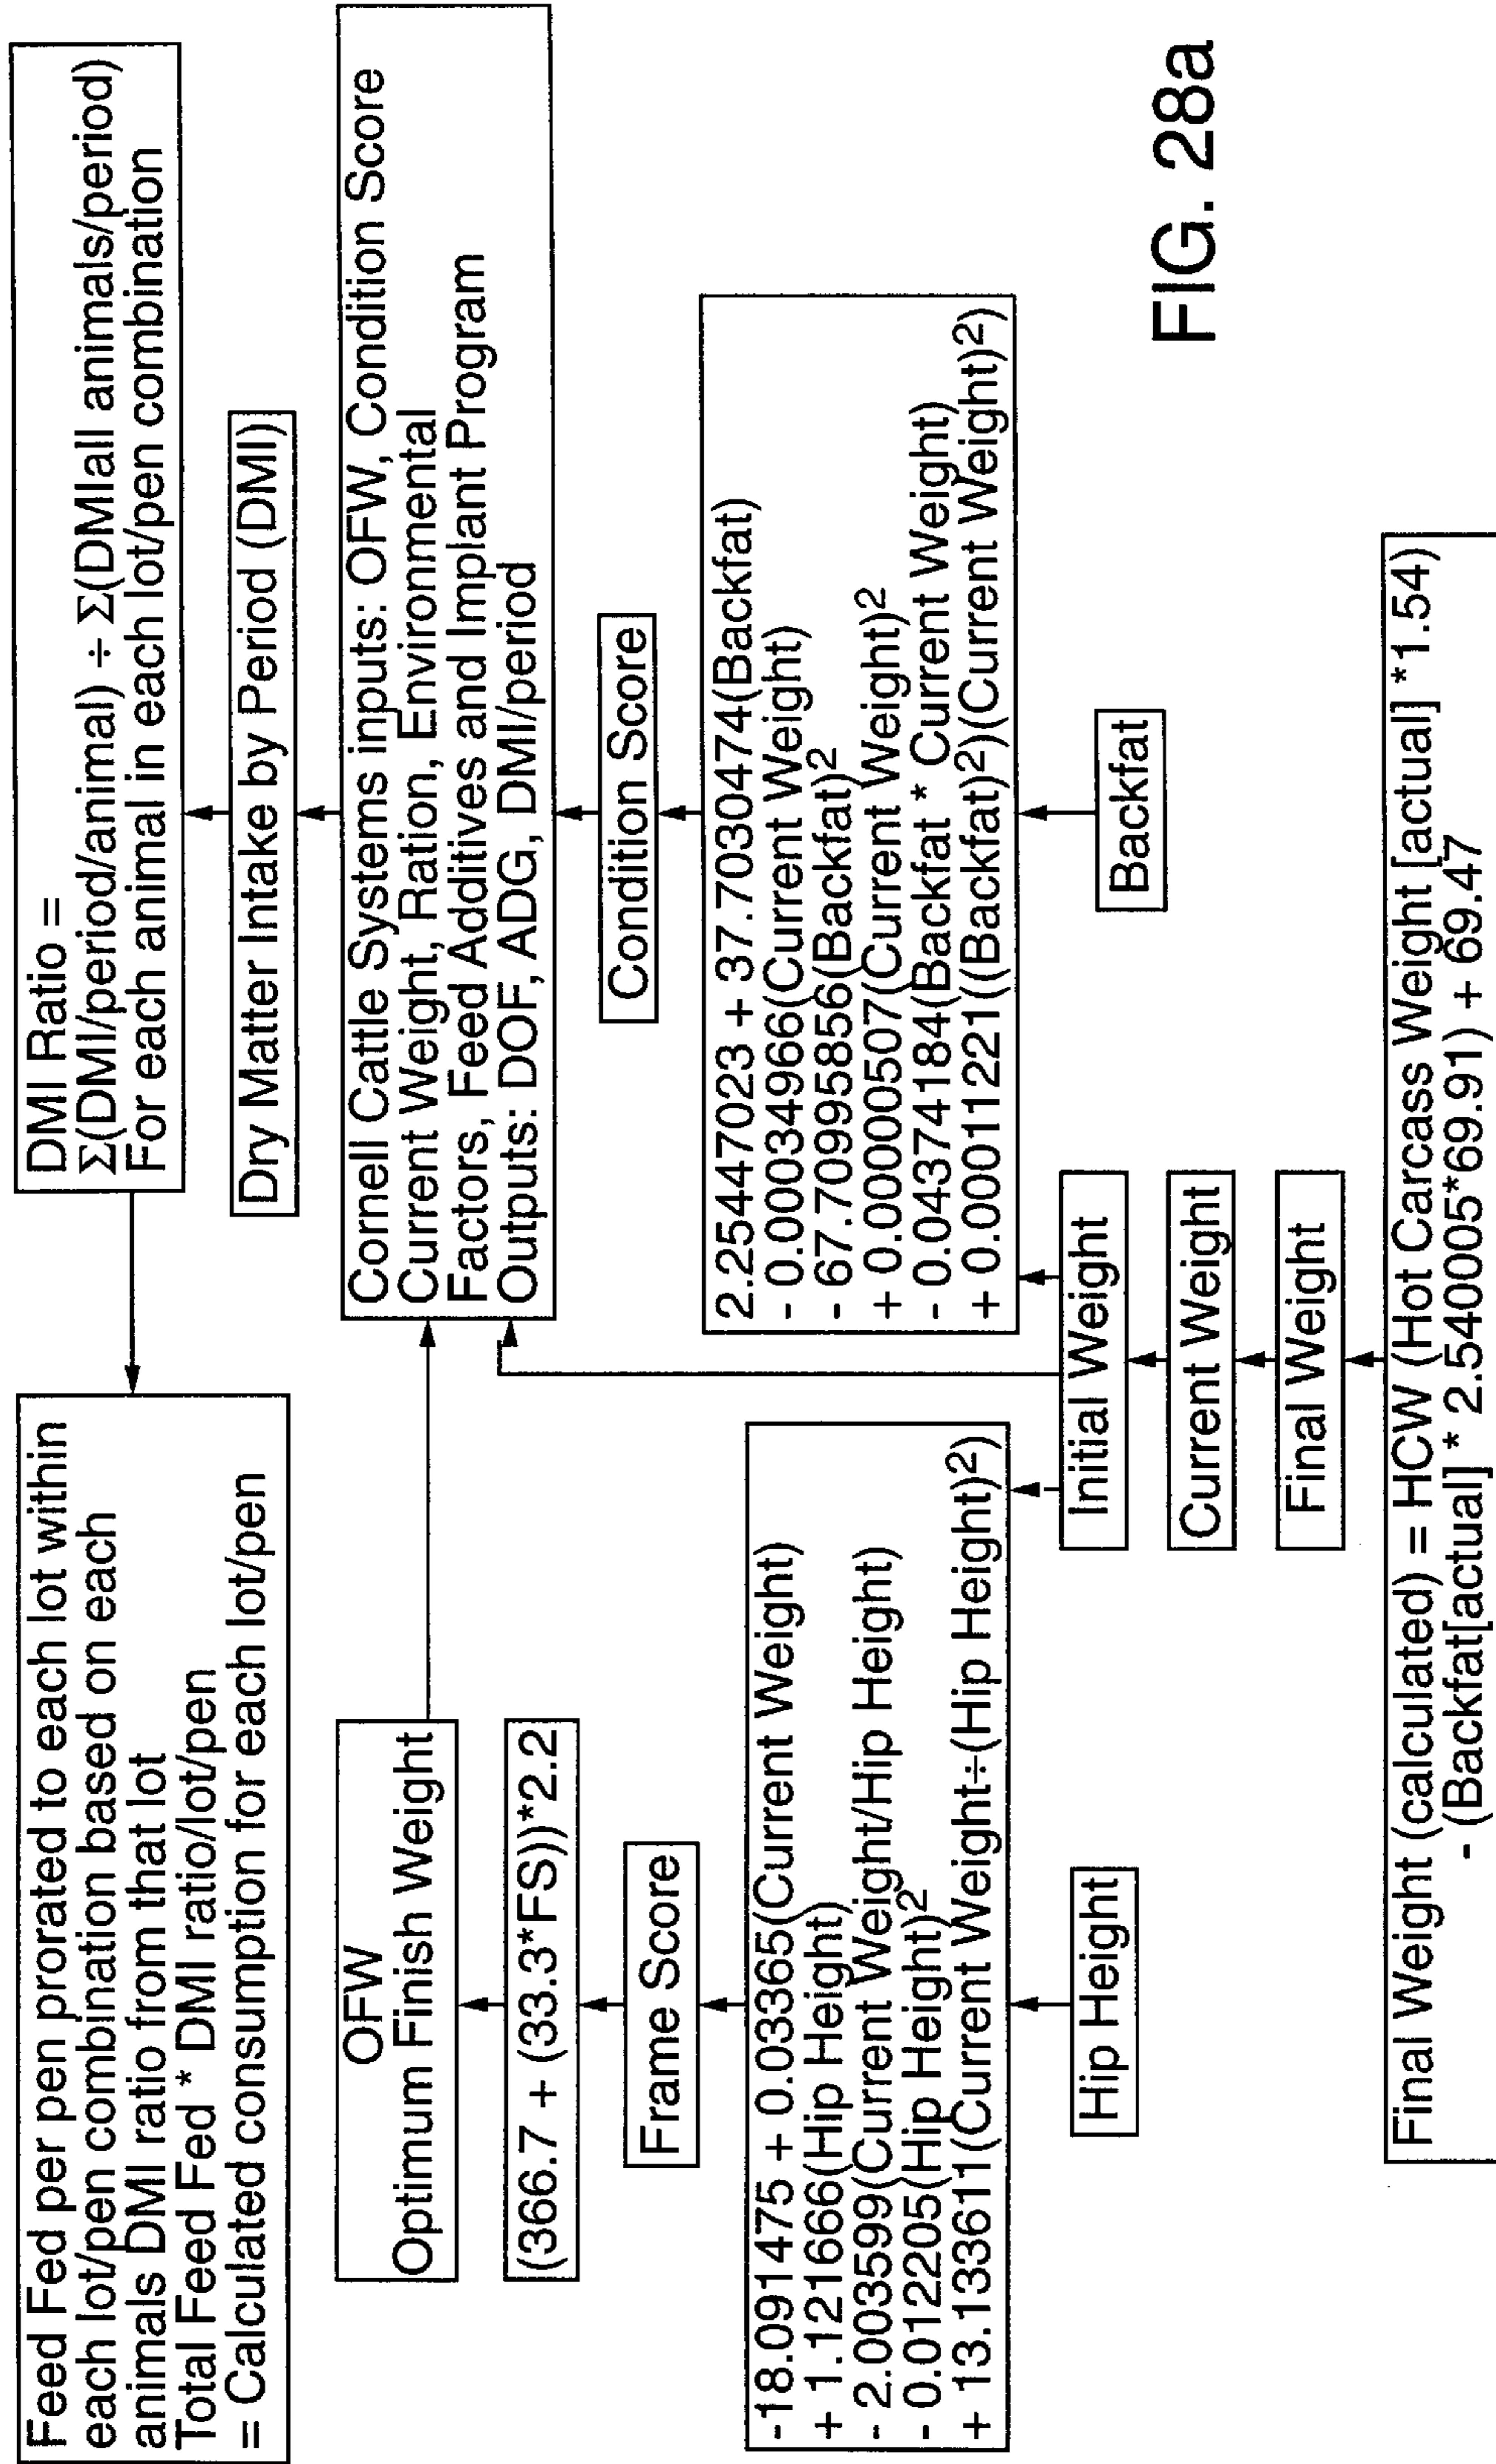 Feed Fed per pen prorated to each lot within
each lot/pen combination based on each
animals DMI ratio from that lot
Total Feed Fed * DMI ratio/lot/pen
= Calculated consumption for each lot/pen
DMI Ratio =
Σ(DMI/period/animal) ÷ Σ(DMIall animals/period)
For each animal in each lot/pen combination
Dry Matter Intake by Period (DMI)
OFW
Optimum Finish Weight
Cornell Cattle Systems inputs: OFW, Condition Score
Current Weight, Ration, Environmental
Factors, Feed Additives and Implant Program
Outputs: DOF, ADG, DMI/period
(366.7 + (33.3*FS))*2.2
Condition Score
Frame Score
2.25447023 + 37.7030474(Backfat)
- 0.00034966(Current Weight)
- 67.70995856(Backfat)2
+ 0.00000507(Current Weight)2
- 0.04374184(Backfat * Current Weight)
+ 0.00011221((Backfat)2)(Current Weight)2)
-18.091475 + 0.03365(Current Weight)
+ 1.121666(Hip Height)
- 2.003599(Current Weight/Hip Height)
- 0.012205(Hip Height)2
+ 13.133611(Current Weight÷(Hip Height)2)
Hip Height
Initial Weight
Backfat
Current Weight
Final Weight
Final Weight (calculated) = HCW (Hot Carcass Weight [actual] *1.54)
- (Backfat[actual] * 2.54005*69.91) + 69.47
FIG. 28a